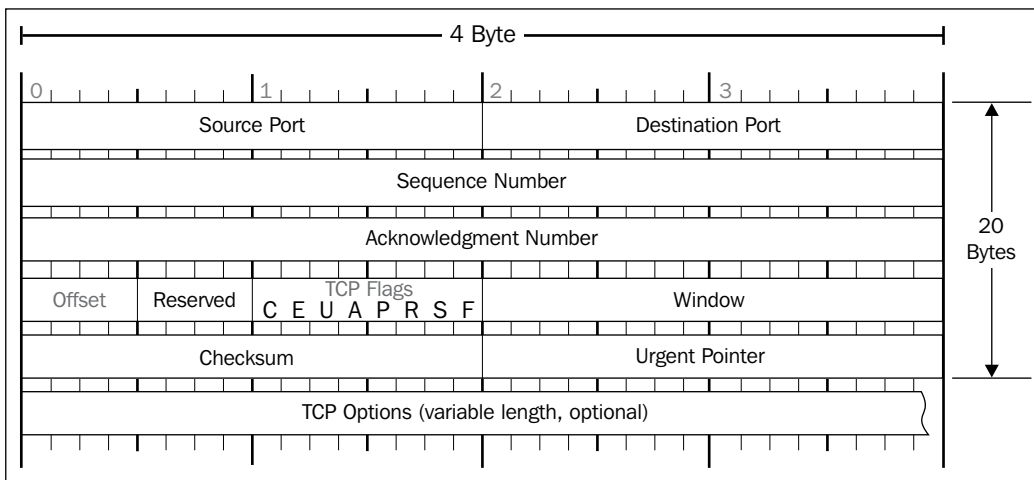 4 Byte
0 1 2 3
Source Port Destination Port
Sequence Number
Acknowledgment Number
20
Bytes
Offset Reserved TCP Flags Window
C E U A P R S F
Checksum Urgent Pointer
TCP Options (variable length, optional)